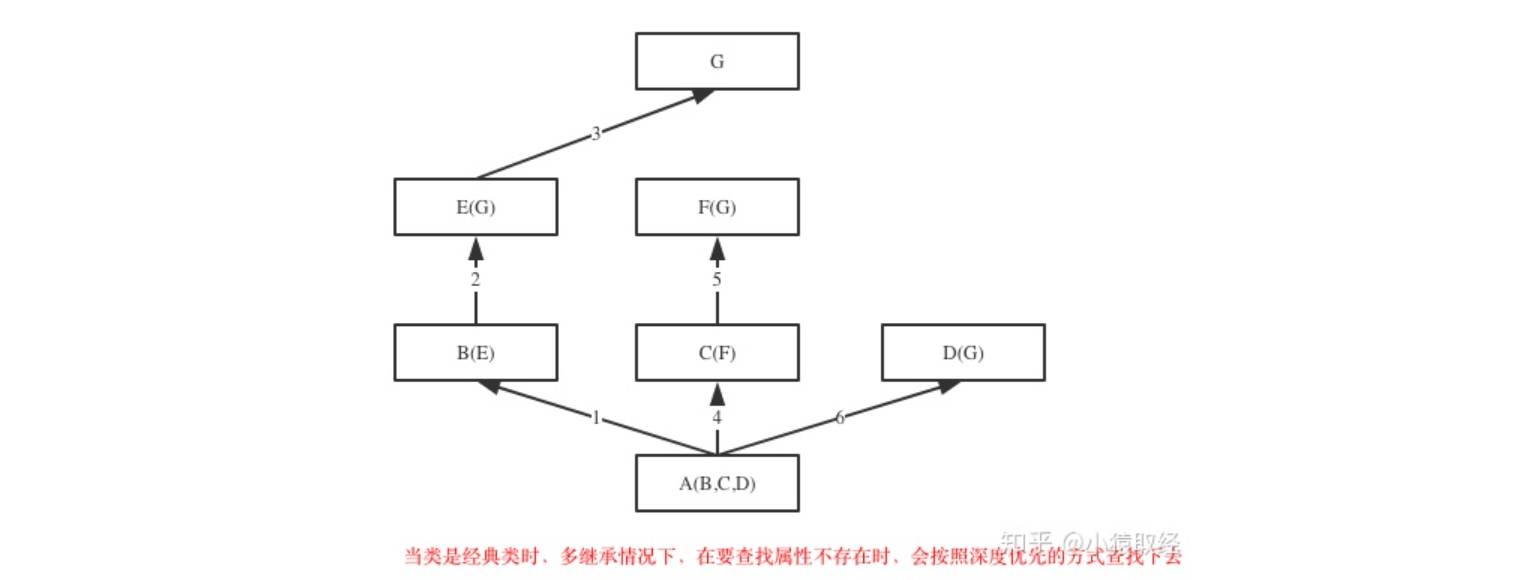 G
3
E(G)
F(G)
2
5
B(E)
C(F)
D(G)
1
4
6
A(B,C,D)
知乎 @小猿取经
当类是经典类时、多继承情况下、在要查找属性不存在时、会按照深度优先的方式查找下去